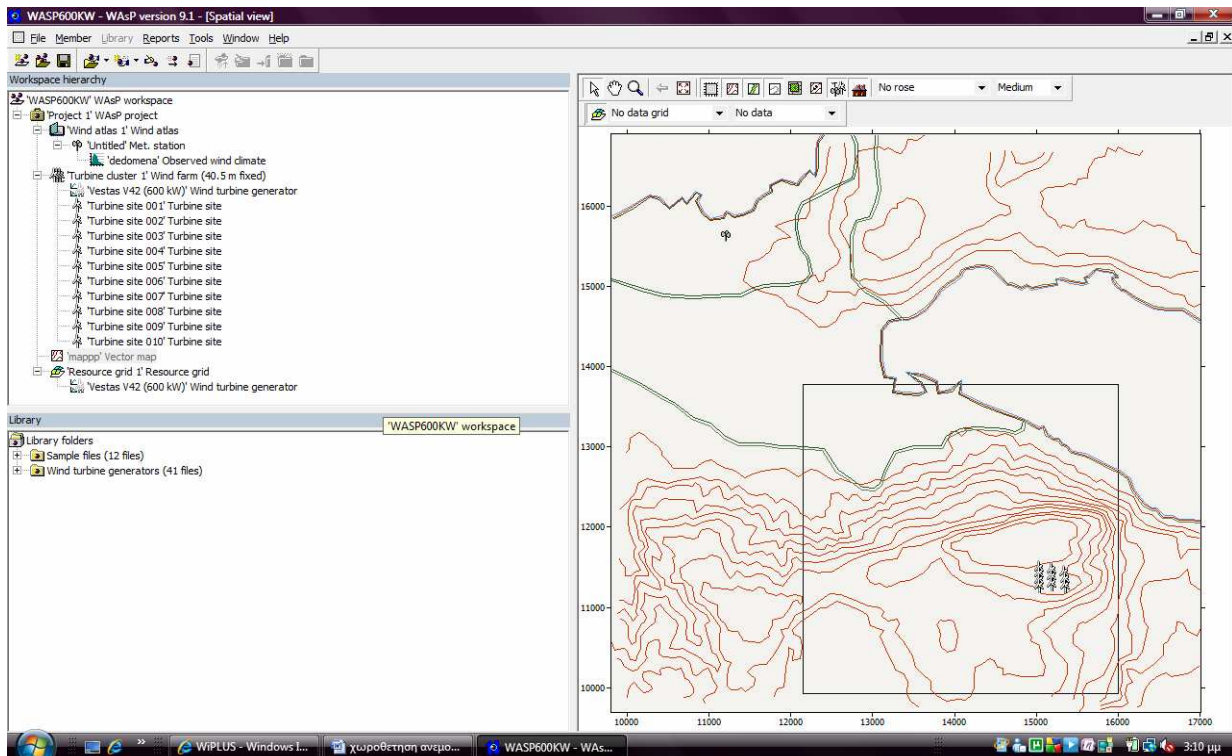 WASP600KW - WAsP version 9.1 - [Spatial view]
File Member Library Reports Tools Window Help
Workspace hierarchy
'WASP600KW' WAsP workspace
'Project 1' WAsP project
'Wind atlas 1' Wind atlas
'Untitled' Met. station
'dedomena' Observed wind climate
'Turbine cluster 1' Wind farm (40.5 m fixed)
'Vestas V42 (600 kW)' Wind turbine generator
'Turbine site 001' Turbine site
'Turbine site 002' Turbine site
'Turbine site 003' Turbine site
'Turbine site 004' Turbine site
'Turbine site 005' Turbine site
'Turbine site 006' Turbine site
'Turbine site 007' Turbine site
'Turbine site 008' Turbine site
'Turbine site 009' Turbine site
'Turbine site 010' Turbine site
'mappp' Vector map
'Resource grid 1' Resource grid
'Vestas V42 (600 kW)' Wind turbine generator
Library
'WASP600KW' workspace
Library folders
Sample files (12 files)
Wind turbine generators (41 files)
No rose
Medium
No data grid
No data
16000
15000
14000
13000
12000
11000
10000
10000 11000 12000 13000 14000 15000 16000 17000
WiPLUS - Windows I...
χωροθετηση ανεμο...
WASP600KW - WAs...
3:10 μμ